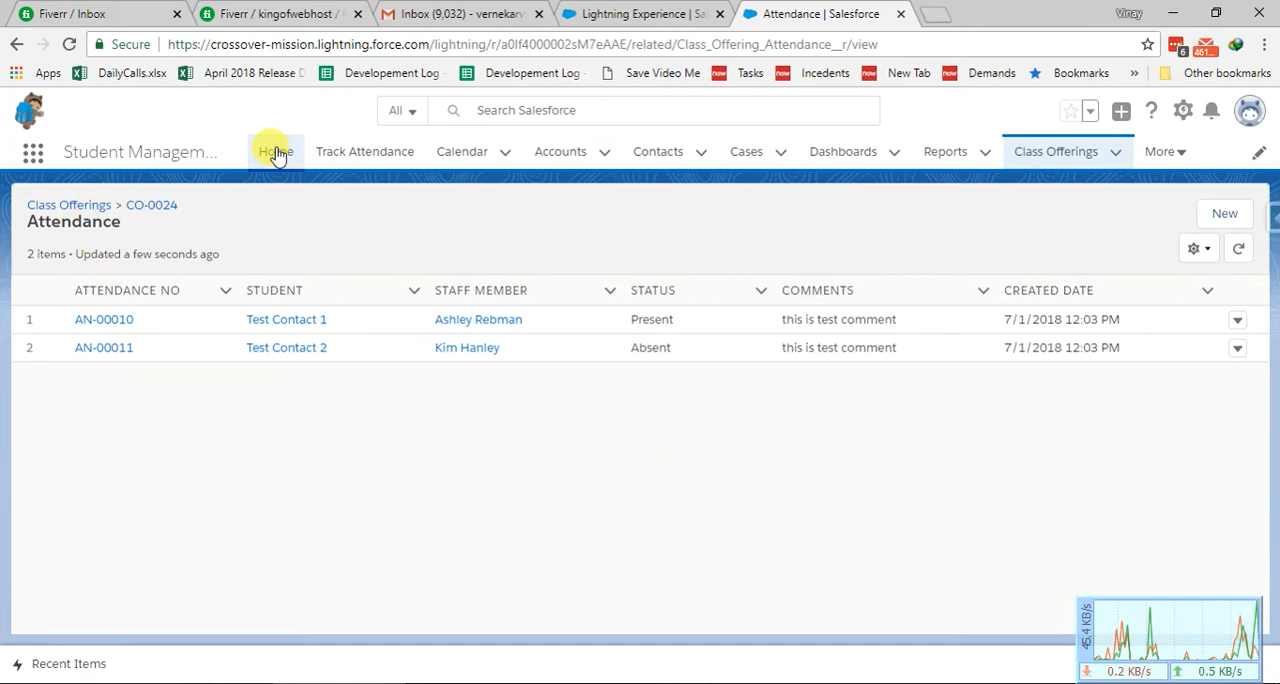 Fiverr / Inbox
Fiverr / kingofwebhost /
Inbox (9,032) - vernekar
Lightning Experience | Sa
Attendance | Salesforce
Vinay
Secure
https://crossover-mission.lightning.force.com/lightning/r/a0lf4000002sM7eAAE/related/Class_Offering_Attendance__r/view
6
461...
Apps
DailyCalls.xlsx
April 2018 Release D
Developement Log -
Developement Log -
Save Video Me
now
Tasks
now
Incedents
now
New Tab
now
Demands
Bookmarks
»
Other bookmarks
All
Search Salesforce
?
Student Managem...
Home
Track Attendance
Calendar
Accounts
Contacts
Cases
Dashboards
Reports
Class Offerings
More
Class Offerings > CO-0024
Attendance
New
2 items • Updated a few seconds ago
ATTENDANCE NO
STUDENT
STAFF MEMBER
STATUS
COMMENTS
CREATED DATE
1
AN-00010
Test Contact 1
Ashley Rebman
Present
this is test comment
7/1/2018 12:03 PM
2
AN-00011
Test Contact 2
Kim Hanley
Absent
this is test comment
7/1/2018 12:03 PM
45.4 KB/s
0.2 KB/s
0.5 KB/s
Recent Items